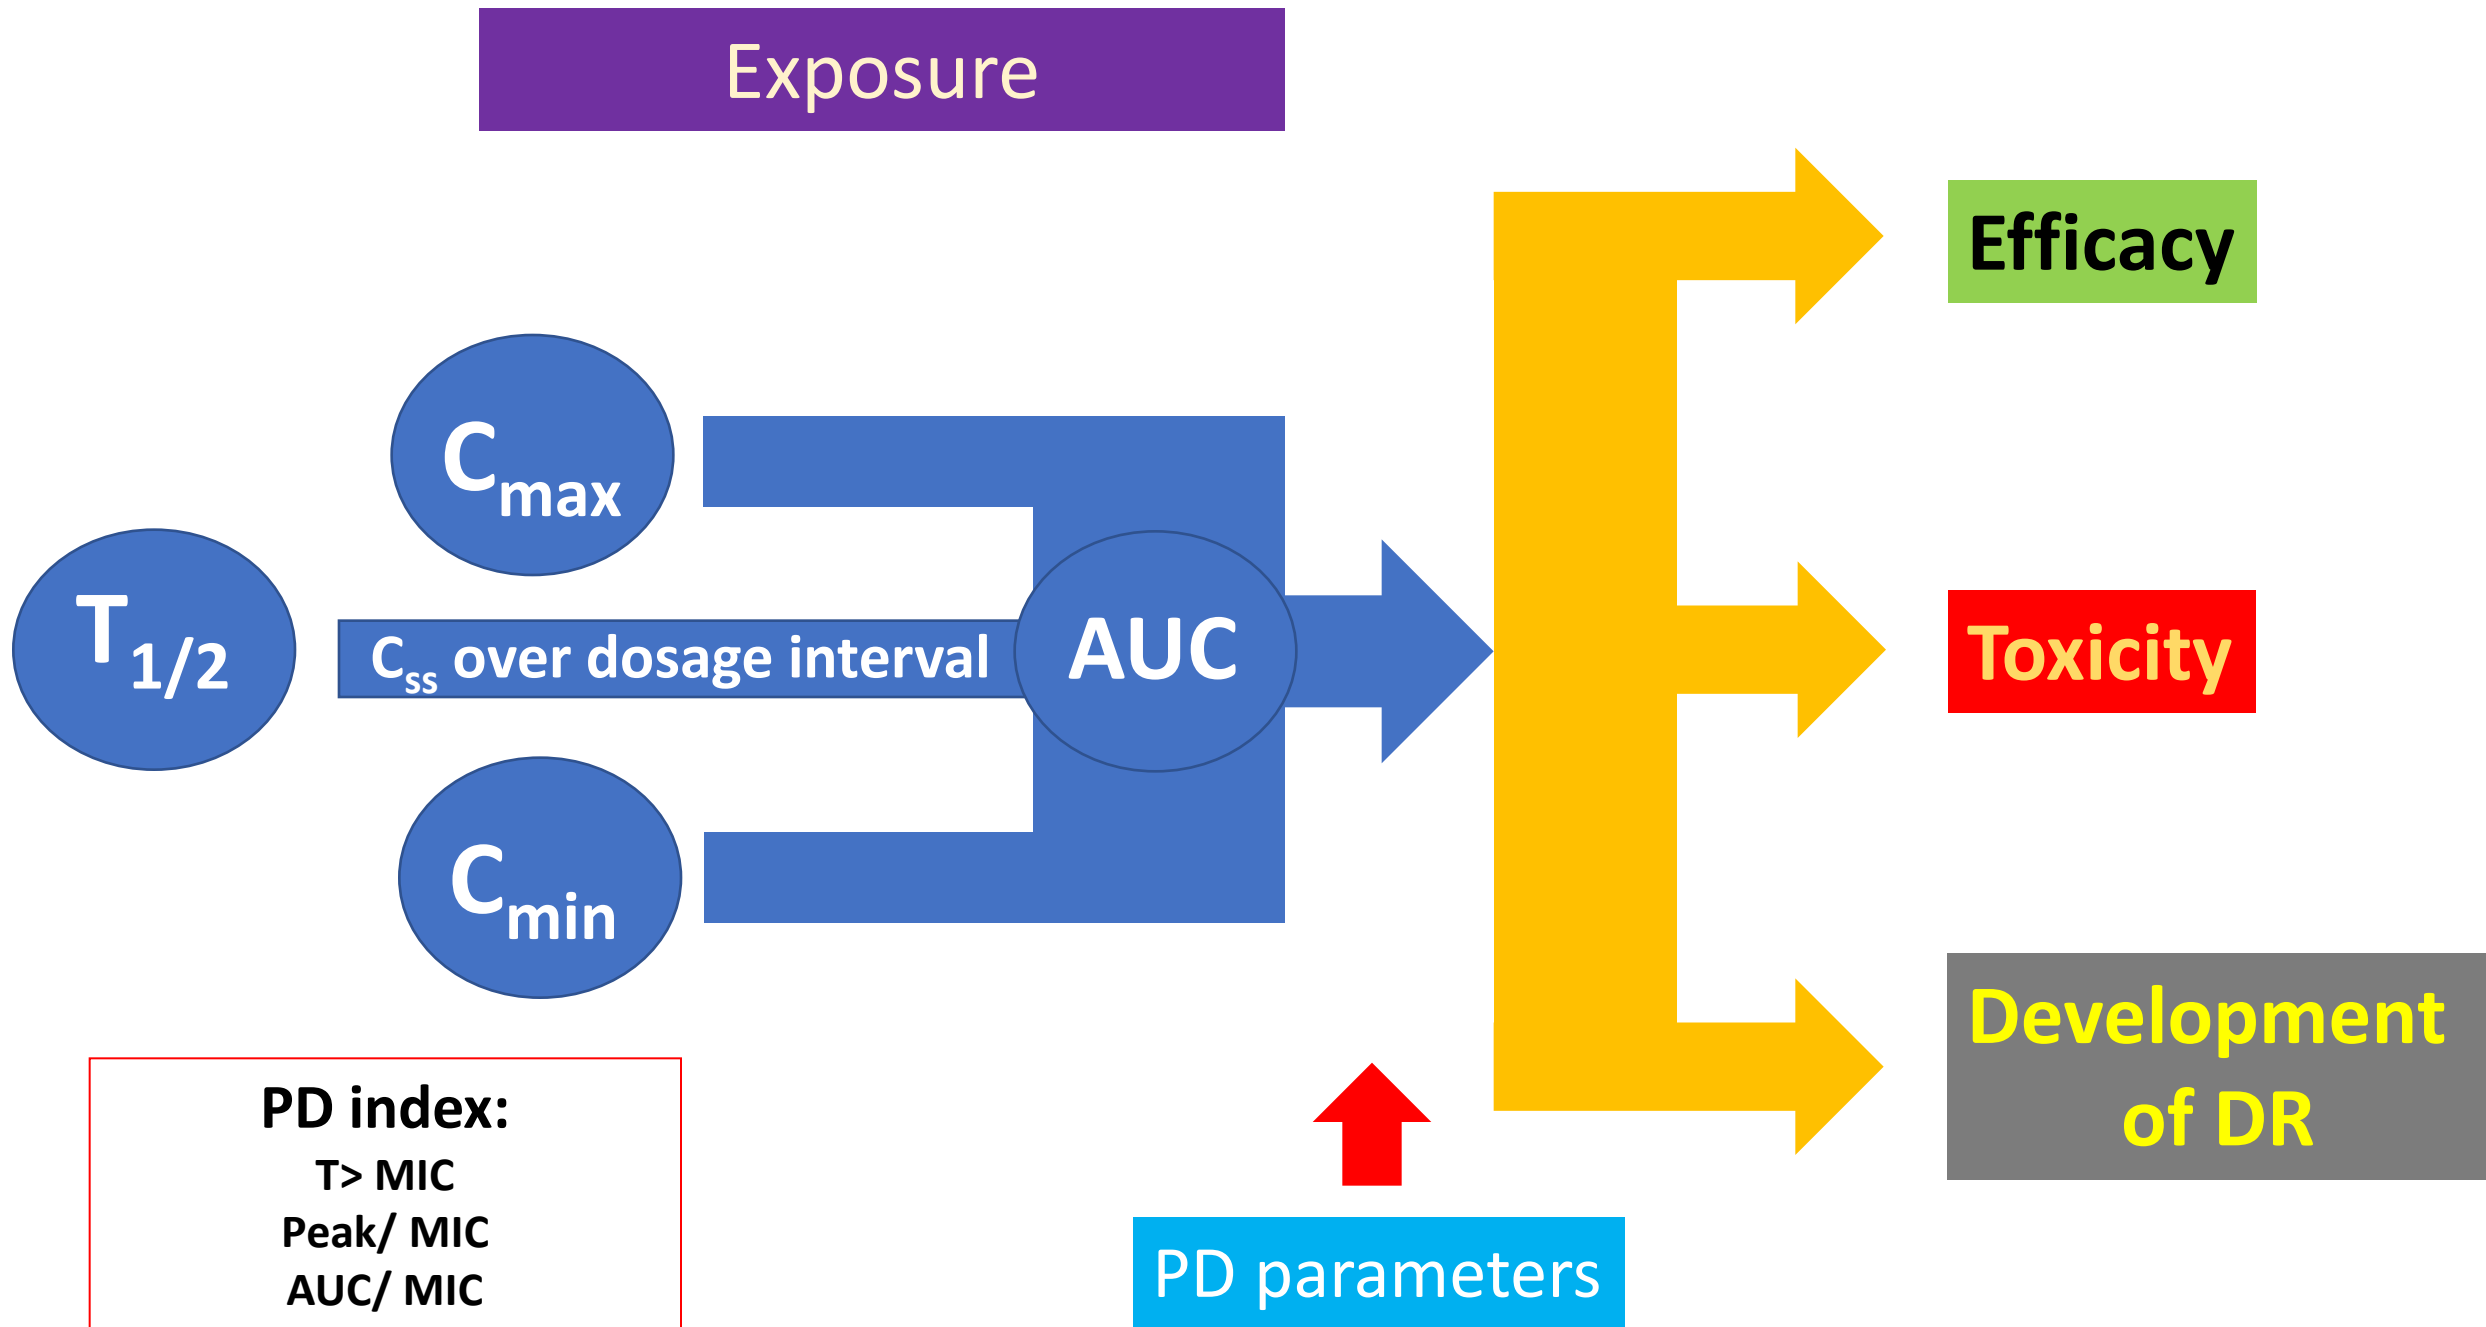 Exposure
Efficacy
Cmax
T1/2
Css over dosage interval
AUC
Toxicity
Cmin
Development
of DR
PD index:
T> MIC
Peak/ MIC
AUC/ MIC
PD parameters